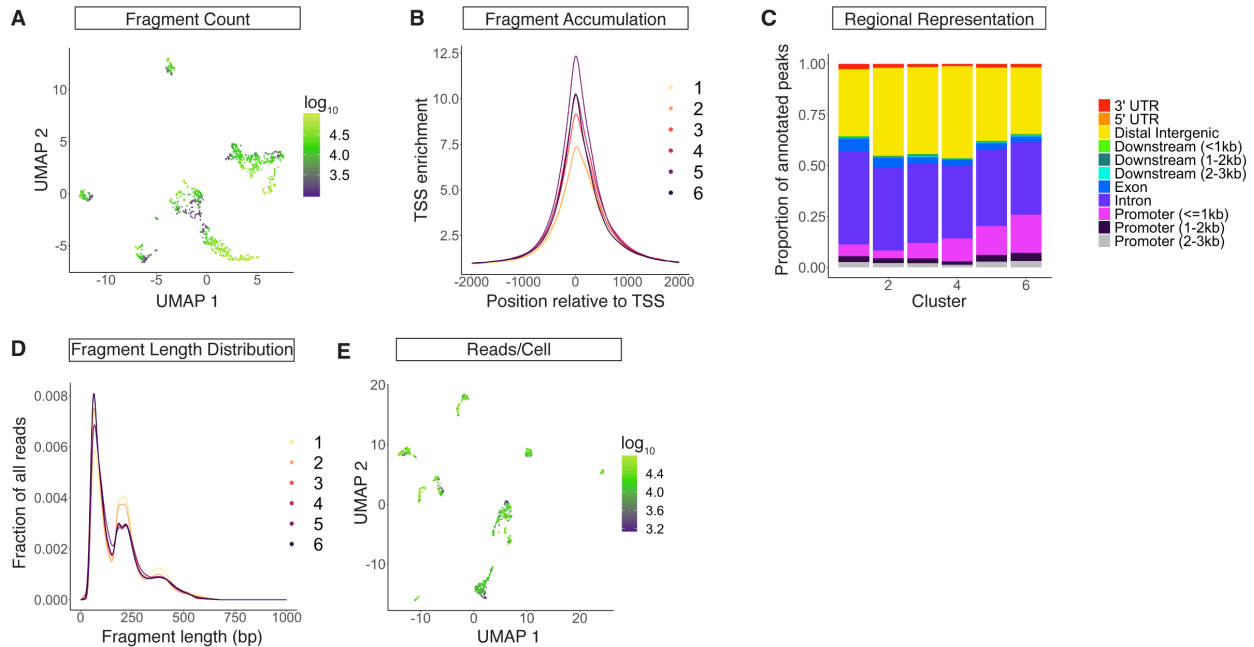 A
Fragment Count
UMAP 2
10
5
0
-5
-10
-5
0
5
UMAP 1
log10
4.5
4.0
3.5
B
Fragment Accumulation
TSS enrichment
12.5
10.0
7.5
5.0
2.5
-2000
-1000
0
1000
2000
Position relative to TSS
1
2
3
4
5
6
C
Regional Representation
Proportion of annotated peaks
1.00
0.75
0.50
0.25
0.00
2
4
6
Cluster
3' UTR
5' UTR
Distal Intergenic
Downstream (<1kb)
Downstream (1-2kb)
Downstream (2-3kb)
Exon
Intron
Promoter (<=1kb)
Promoter (1-2kb)
Promoter (2-3kb)
D
Fragment Length Distribution
Fraction of all reads
0.008
0.006
0.004
0.002
0.000
0
250
500
750
1000
Fragment length (bp)
1
2
3
4
5
6
E
Reads/Cell
UMAP 2
20
10
0
-10
-10
0
10
20
UMAP 1
log10
4.4
4.0
3.6
3.2